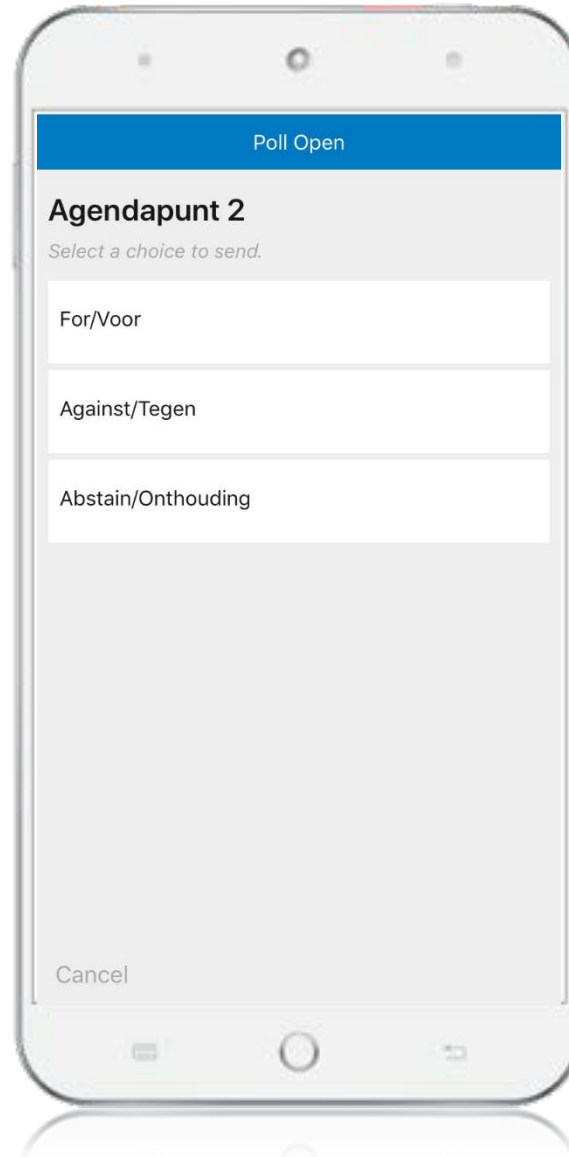 Poll Open
Agendapunt 2
Select a choice to send.
For/Voor
Against/Tegen
Abstain/Onthouding
Cancel